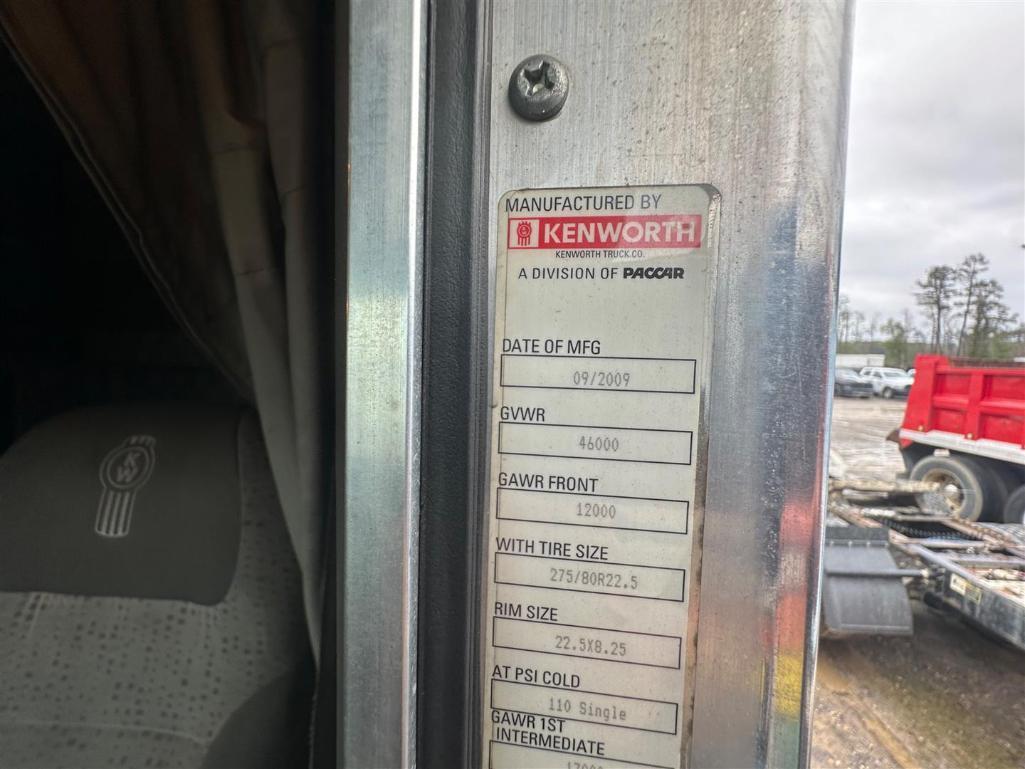 MANUFACTURED BY
KENWORTH
KENWORTH TRUCK CO.
A DIVISION OF PACCAR
DATE OF MFG
09/2009
GVWR
46000
GAWR FRONT
12000
WITH TIRE SIZE
275/80R22.5
RIM SIZE
22.5X8.25
AT PSI COLD
110 Single
GAWR 1ST
INTERMEDIATE
KW